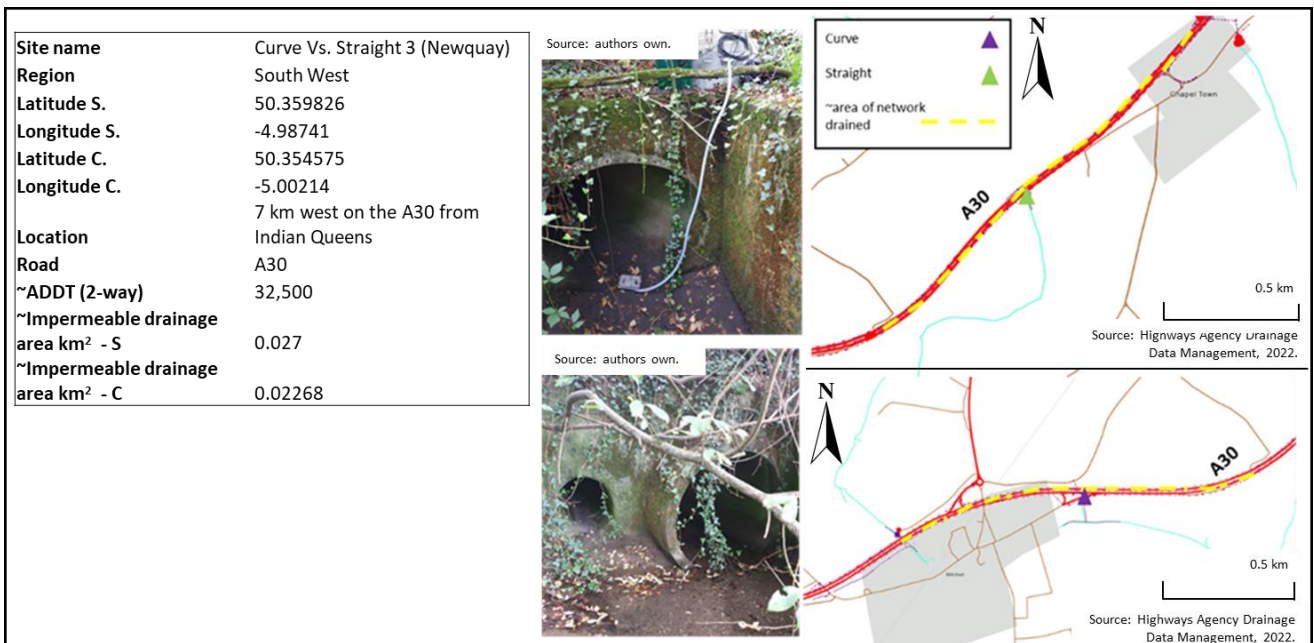 Site name Curve Vs. Straight 3 (Newquay)
Region South West
Latitude S. 50.359826
Longitude S. -4.98741
Latitude C. 50.354575
Longitude C. -5.00214
7 km west on the A30 from
Location Indian Queens
Road A30
~ADDT (2-way) 32,500
~Impermeable drainage
area km² - S 0.027
~Impermeable drainage
area km² - C 0.02268
Source: authors own.
Source: authors own.
Curve
Straight
~area of network
drained
N
Chapel Town
A30
0.5 km
Source: Highways Agency Drainage
Data Management, 2022.
N
A30
Mitchell
0.5 km
Source: Highways Agency Drainage
Data Management, 2022.